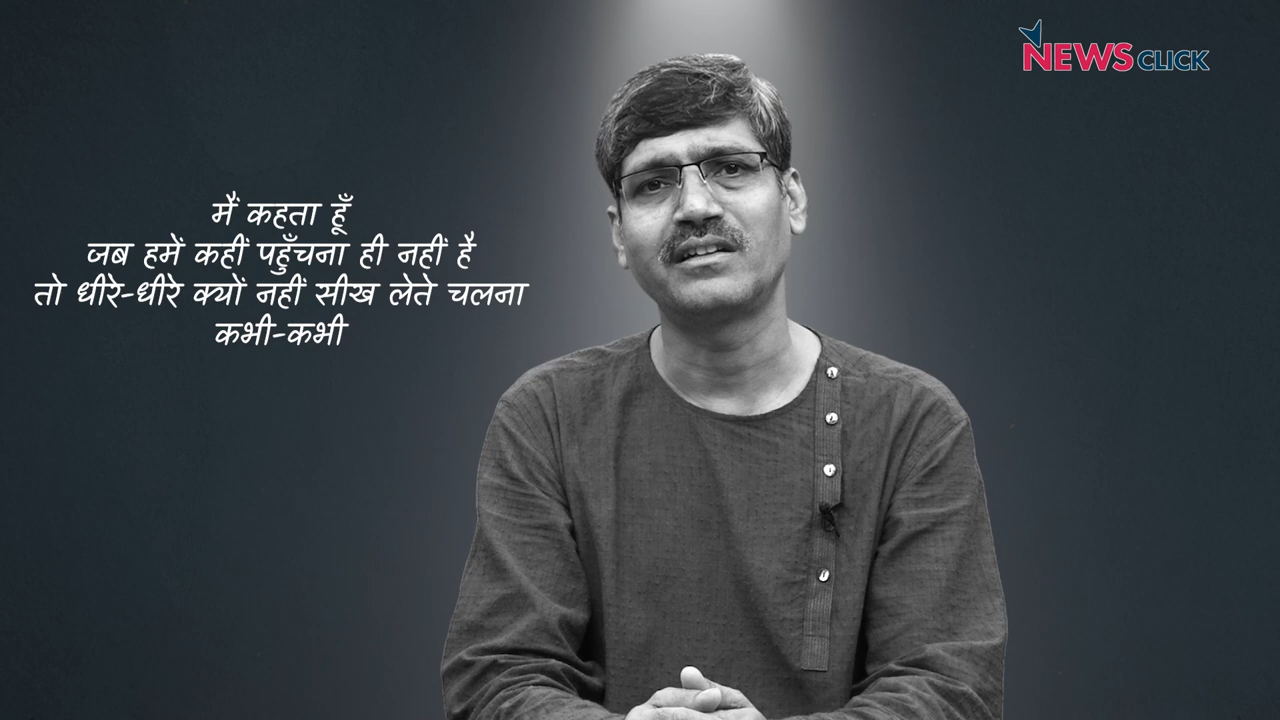 NEWSCLICK
मैं कहता हूँ
जब हमें कहीं पहुँचना ही नहीं है
तो धीरे-धीरे क्यों नहीं सीख लेते चलना
कभी-कभी